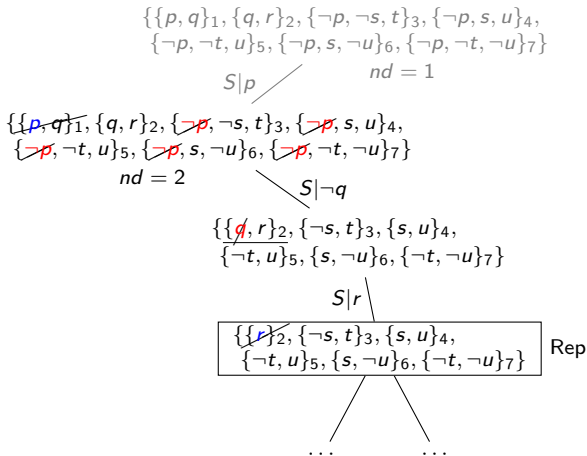 {{p, q}₁, {q, r}₂, {¬p, ¬s, t}₃, {¬p, s, u}₄,
{¬p, ¬t, u}₅, {¬p, s, ¬u}₆, {¬p, ¬t, ¬u}₇}
S|p
nd = 1
{{p, q}₁, {q, r}₂, {¬p, ¬s, t}₃, {¬p, s, u}₄,
{¬p, ¬t, u}₅, {¬p, s, ¬u}₆, {¬p, ¬t, ¬u}₇}
nd = 2
S|¬q
{{q, r}₂, {¬s, t}₃, {s, u}₄,
{¬t, u}₅, {s, ¬u}₆, {¬t, ¬u}₇}
S|r
{{r}₂, {¬s, t}₃, {s, u}₄,
{¬t, u}₅, {s, ¬u}₆, {¬t, ¬u}₇}
Rep
... ...